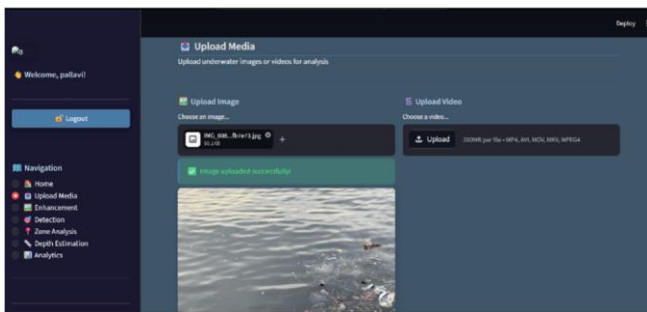 Deploy
Welcome, pallavi!
Logout
Navigation
Home
Upload Media
Enhancement
Detection
Zone Analysis
Depth Estimation
Analytics
Upload Media
Upload underwater images or videos for analysis
Upload Image
Choose an image...
Image uploaded successfully!
Upload Video
Choose a video...
Upload
200MB per file • MP4, AVI, MOV, MKV, MPEG4